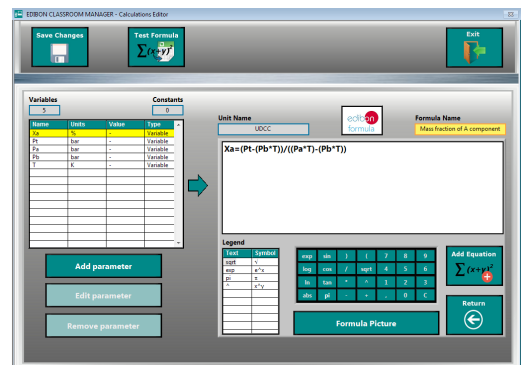 EDIBON CLASSROOM MANAGER - Calculations Editor
Save Changes
Test Formula
∑(x+y)²
Exit
Variables Constants
5 0
Name Units Value Type
Xa % - Variable
Pt bar - Variable
Pa bar - Variable
Pb bar - Variable
T K - Variable
Add parameter
Edit parameter
Remove parameter
Unit Name
UDCC
edibon
formula
Formula Name
Mass fraction of A component
Xa=(Pt-(Pb*T))/((Pa*T)-(Pb*T))
Legend
Text Symbol
sqrt √
exp e^x
pi π
^ x^y
exp sin ) ( 7 8 9
log cos / sqrt 4 5 6
ln tan * ^ 1 2 3
abs pi - + . 0 C
Formula Picture
Add Equation
∑(x+y)²
Return